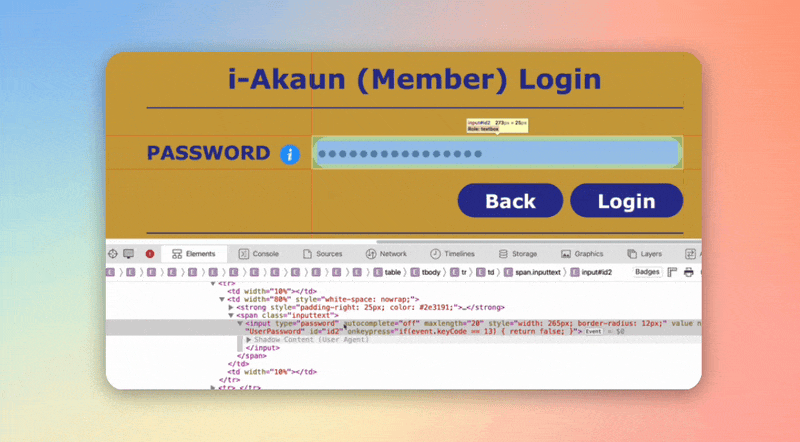 i-Akaun (Member) Login
input#id2 273px × 25px
Role: textbox
PASSWORD i
Back Login
Elements Console Sources Network Timelines Storage Graphics Layers
E E E E E E E E E E E table E tbody E tr E td E span.inputtext E input#id2 Badges
<tr>
<td width="10%"></td>
<td width="80%" style="white-space: nowrap;">
<strong style="padding-right: 25px; color: #2e3191;">…</strong>
<span class="inputtext">
<input type="password" autocomplete="off" maxlength="20" style="width: 265px; border-radius: 12px;" value n
"UserPassword" id="id2" onkeypress="if(event.keyCode == 13) { return false; }"> Event = $0
Shadow Content (User Agent)
</input>
</span>
</td>
<td width="10%"></td>
</tr>
<tr> </tr>